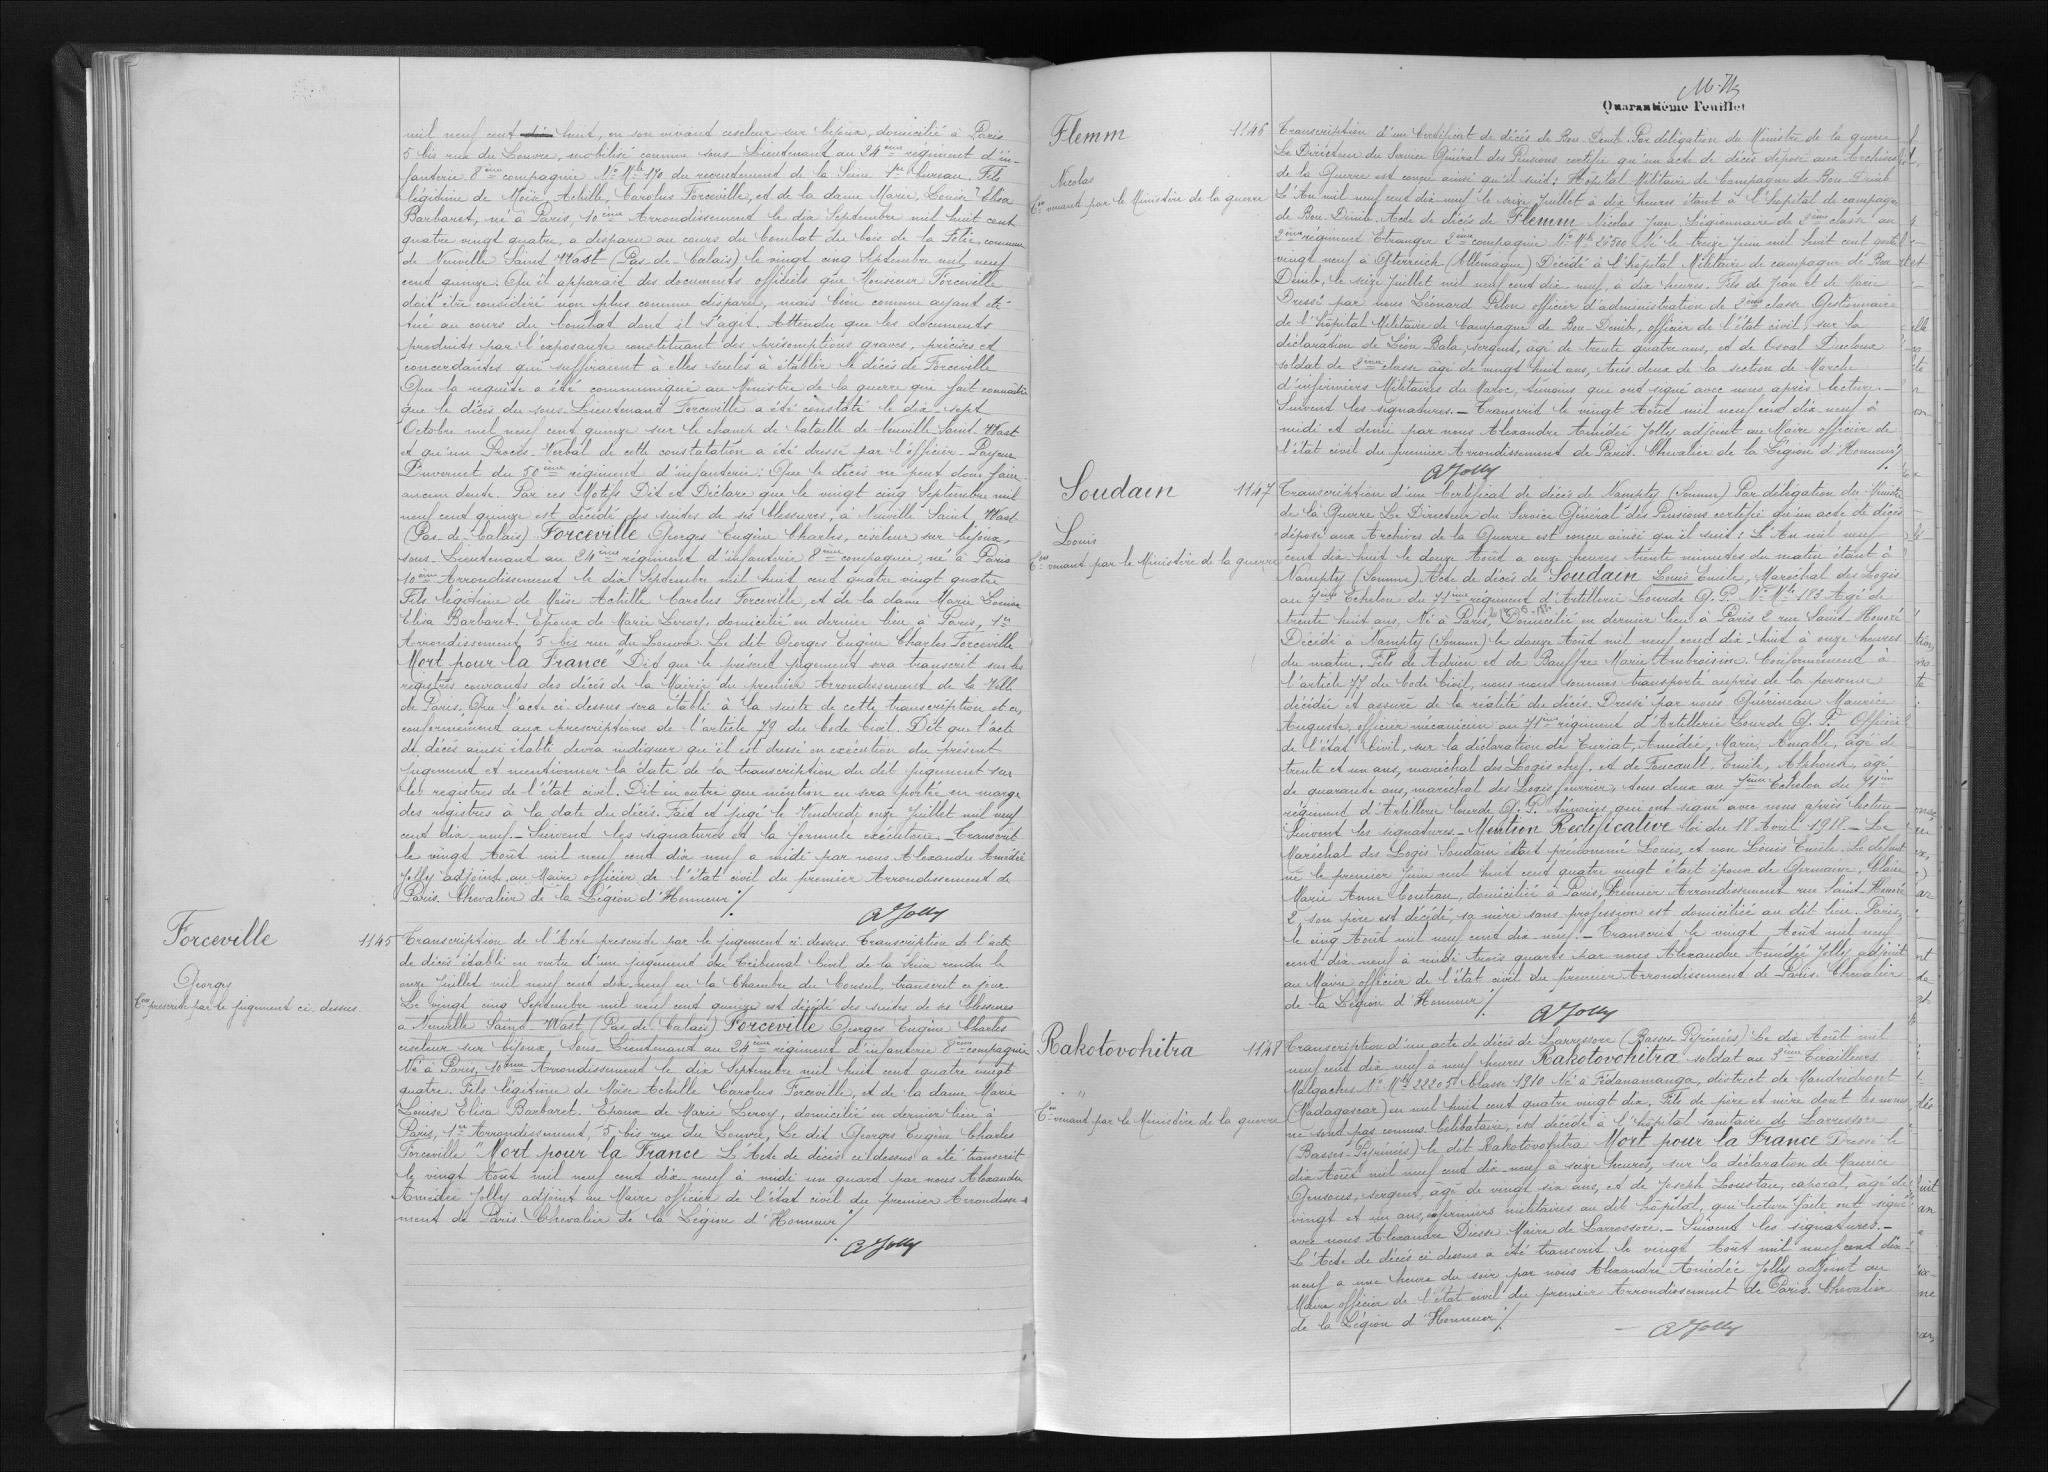 mil neuf cent dix huit, en son vivant ciseleur sur bijoux, domicilié à Paris
5 bis rue du Louvre, mobilisé comme sous Lieutenant au 24ème régiment d'in-
fanterie 8ème compagnie No Mle 170 du recrutement de la Seine 1er bureau. Fils
légitime de Moïse, Achille, Carolus Forceville, et de la dame Marie, Louise, Elisa
Barbaret, né à Paris, 10ème Arrondissement le dix Septembre mil huit cent
quatre vingt quatre, a disparu au cours du Combat du bois de la Folie, commune
de Neuville Saint Wast (Pas-de-Calais) le vingt cinq Septembre mil neuf
cent quinze. Qu'il apparaît des documents officiels que Monsieur Forceville
doit être considéré non plus comme disparu, mais bien comme ayant été
tué au cours du Combat dont il s'agit. Attendu que les documents
produits par l'exposante constituant des présomptions graves, précises et
concordantes qui suffiraient à elles seules à établir le décès de Forceville
Que la requête a été communiquée au Ministre de la guerre qui fait connaître
que le décès du sous-Lieutenant Forceville a été constaté le dix-sept
Octobre mil neuf cent quinze sur le champ de bataille de Neuville Saint-Wast
et qu'un Procès-Verbal de cette constatation a été dressé par l'officier-Payeur
du 50ème régiment d'infanterie: Que le décès ne peut donc faire
aucun doute. Par ces Motifs Dit et Déclare que le vingt cinq Septembre mil
neuf cent quinze est décédé des suites de ses blessures, à Neuville Saint Wast
(Pas-de-Calais) Forceville Georges Eugène Charles, ciseleur sur bijoux,
sous-Lieutenant au 24ème régiment d'infanterie 8ème compagnie, né à Paris
10ème Arrondissement le dix Septembre mil huit cent quatre vingt quatre
Fils légitime de Moïse Achille Carolus Forceville, et de la dame Marie Louise
Elisa Barbaret. Epoux de Marie Leroy, domicilié en dernier lieu à Paris, 1er
Arrondissement 5 bis rue du Louvre. Le dit Georges Eugène Charles Forceville
"Mort pour la France" Dit que le présent jugement sera transcrit sur les
registres courants des décès de la Mairie du premier Arrondissement de la Ville
de Paris. Que l'acte ci-dessus sera établi à la suite de cette transcription et ce,
conformément aux prescriptions de l'article 79 du Code Civil. Dit que l'acte
de décès ainsi établi devra indiquer qu'il est dressé en exécution du présent
jugement et mentionner la date de la transcription du dit jugement sur
les registres de l'état civil. Dit en outre que mention en sera portée en marge
des registres à la date du décès. Fait et jugé le Vendredi onze Juillet mil neuf
cent dix-neuf. - Suivent les signatures et la formule exécutoire. - Transcrit
le vingt Août mil neuf cent dix neuf a midi par nous Alexandre Amédée
Jolly adjoint au Maire officier de l'état civil du premier Arrondissement de
Paris. Chevalier de la Légion d'Honneur /.
A Jolly
Forceville
Georges
Con prescrite par le jugement ci-dessus.
1145
Transcription de l'Acte prescrite par le jugement ci dessus. Transcription de l'acte
de décès établi en vertu d'un jugement du Tribunal Civil de la Seine rendu le
onze Juillet mil neuf cent dix neuf en la Chambre du Conseil, transcrit ce jour.
Le vingt cinq Septembre mil neuf cent quinze est décédé des suites de ses blessures
à Neuville Saint-Wast (Pas de Calais) Forceville Georges Eugène Charles
ciseleur sur bijoux Sous-Lieutenant au 24ème régiment d'infanterie 8ème compagnie
Né à Paris, 10ème Arrondissement le dix Septembre mil huit cent quatre vingt
quatre. Fils légitime de Moïse Achille Carolus Forceville, et de la dame Marie
Louise Elisa Barbaret. Epoux de Marie Leroy, domicilié en dernier lieu à
Paris, 1er Arrondissement, 5 bis rue du Louvre, Le dit Georges Eugène Charles
Forceville "Mort pour la France L'Acte de décès ci dessus a été transcrit
le vingt Août mil neuf cent dix neuf à midi un quart par nous Alexandre
Amédée Jolly adjoint au Maire officier de l'état civil du premier Arrondisse-
ment de Paris. Chevalier de la Légion d'Honneur /.
A Jolly
Quarantième Feuillet
Flemm
Nicolas
Con venant par le Ministère de la guerre
1146
Transcription d'un Certificat de décès de Bou-Denib. Par délégation du Ministre de la guerre
Le Directeur du Service Général des Pensions certifie qu'un acte de décès déposé aux Archives
de la Guerre est conçu ainsi qu'il suit: Hôpital Militaire de Campagne de Bou Denib
L'An mil neuf cent dix neuf le seize Juillet à dix heures étant à l'hôpital de campagne
de Bou-Denib. Acte de décès de Flemm Nicolas Jean, Légionnaire de 2ème classe au
2ème régiment Etranger 2ème compagnie No Mle Né le treize Juin mil huit cent quatre
vingt neuf à Osterreich (Allemagne) Décédé à l'hôpital Militaire de campagne de Bou
Denib, le seize Juillet mil neuf cent dix neuf, à dix heures. Fils de Jean et de Marie
Dressé par nous Léonard Pilon officier d'administration de 2ème classe Gestionnaire
de l'hôpital Militaire de Campagne de Bou-Denib, officier de l'état civil, sur la
déclaration de Léon Bala, sergent, âgé de trente quatre ans, et de Osval Ducloux
soldat de 2ème classe âgé de vingt huit ans, tous deux de la section de Marche
d'infirmiers Militaires du Maroc, témoins qui ont signé avec nous après lecture. -
Suivent les signatures. - Transcrit le vingt Août mil neuf cent dix neuf à
midi et demie par nous Alexandre Amédée Jolly adjoint au Maire officier de
l'état civil du premier Arrondissement de Paris. Chevalier de la Légion d'Honneur /.
A Jolly
Soudain
Louis
Con venant par le Ministère de la guerre
1147
Transcription d'un Certificat de décès de Nampty (Somme) Par délégation du Ministre
de la Guerre Le Directeur du Service Général des Pensions certifie qu'un acte de décès
déposé aux Archives de la Guerre est conçu ainsi qu'il suit: L'An mil neuf
cent dix huit le douze Août a onze heures trente minutes du matin étant à
Nampty (Somme) Acte de décès de Soudain Louis Emile, Maréchal des Logis
au 7ème Echelon du 71ème régiment d'Artillerie Lourde G. P. No Mle 183 Agé de
trente huit ans, Né à Paris, Domicilié en dernier lieu à Paris 2 rue Saint-Honoré
Décédé à Nampty (Somme) le douze Août mil neuf cent dix-huit à onze heures
du matin. Fils de Adrien et de Bauffre Marie Ambroisine. Conformément à
l'article 77 du Code Civil, nous nous sommes transporté auprès de la personne
décédée et assuré de la réalité du décès. Dressé par nous Guérineau Maurice
Auguste, officier mécanicien au 71ème régiment d'Artillerie Lourde G. P. Officier
de l'état Civil, sur la déclaration de Curiat, Amédée, Marie, Amable, âgé de
trente et un ans, maréchal des Logis chef, et de Foucault, Emile, Alphonse, âgé
de quarante ans, maréchal des Logis fourrier, tous deux au 7ème Echelon du 71ème
régiment d'Artillerie Lourde G. P. témoins, qui ont signé avec nous après lecture -
Suivent les signatures. - Mention Rectificative loi du 18 Avril 1918. - Le
Maréchal des Logis Soudain était prénommé Louis, et non Louis Emile. Le défunt
né le premier Juin mil huit cent quatre vingt était époux de Germaine, Claire
Marie Anne Couteau, domiciliée à Paris, Premier Arrondissement rue Saint-Honoré
2, son père est décédé, sa mère sans profession est domiciliée au dit lieu. Paris,
le cinq Août mil neuf cent dix-neuf. - Transcrit le vingt Août mil neuf
cent dix-neuf à midi trois quarts par nous Alexandre Amédée Jolly adjoint
au Maire officier de l'état civil du premier Arrondissement de Paris. Chevalier
de la Légion d'Honneur /.
A Jolly
Rakotovohitra
"
Con venant par le Ministère de la guerre
1148
Transcription d'un acte de décès de Larressore (Basses-Pyrénées) Le dix Août mil
neuf cent dix neuf à neuf heures Rakotovohitra soldat au 3ème Tirailleurs
Malgaches No Mle 22205 Classe 1910 Né à Fidanamanga, district de Mandridront
(Madagascar) en mil huit cent quatre vingt dix, Fils de père et mère dont les noms
ne sont pas connus. Célibataire, est décédé à l'hôpital sanitaire de Larressore
(Basses-Pyrénées) le dit Rakotovohitra Mort pour la France Dressé le
dix Août mil neuf cent dix-neuf à seize heures, sur la déclaration de Maurice
Gensous, sergent, âgé de vingt six ans, et de Joseph Loustau, caporal, âgé de
vingt et un ans, infirmiers militaires au dit hôpital, qui lecture faite ont signé
avec nous Alexandre Diesse Maire de Larressore. - Suivent les signatures. -
L'Acte de décès ci dessus a été transcrit le vingt Août mil neuf cent dix-
neuf a une heure du soir par nous Alexandre Amédée Jolly adjoint au
Maire officier de l'état civil du premier Arrondissement de Paris Chevalier
de la Légion d'Honneur /.
A Jolly